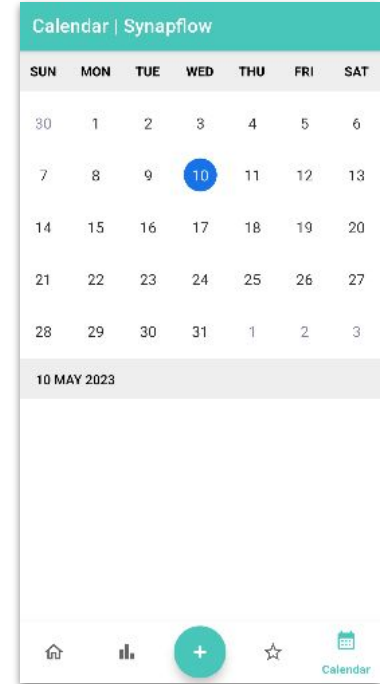 Calendar | Synapflow
SUN MON TUE WED THU FRI SAT
30 1 2 3 4 5 6
7 8 9 10 11 12 13
14 15 16 17 18 19 20
21 22 23 24 25 26 27
28 29 30 31 1 2 3
10 MAY 2023
+
Calendar